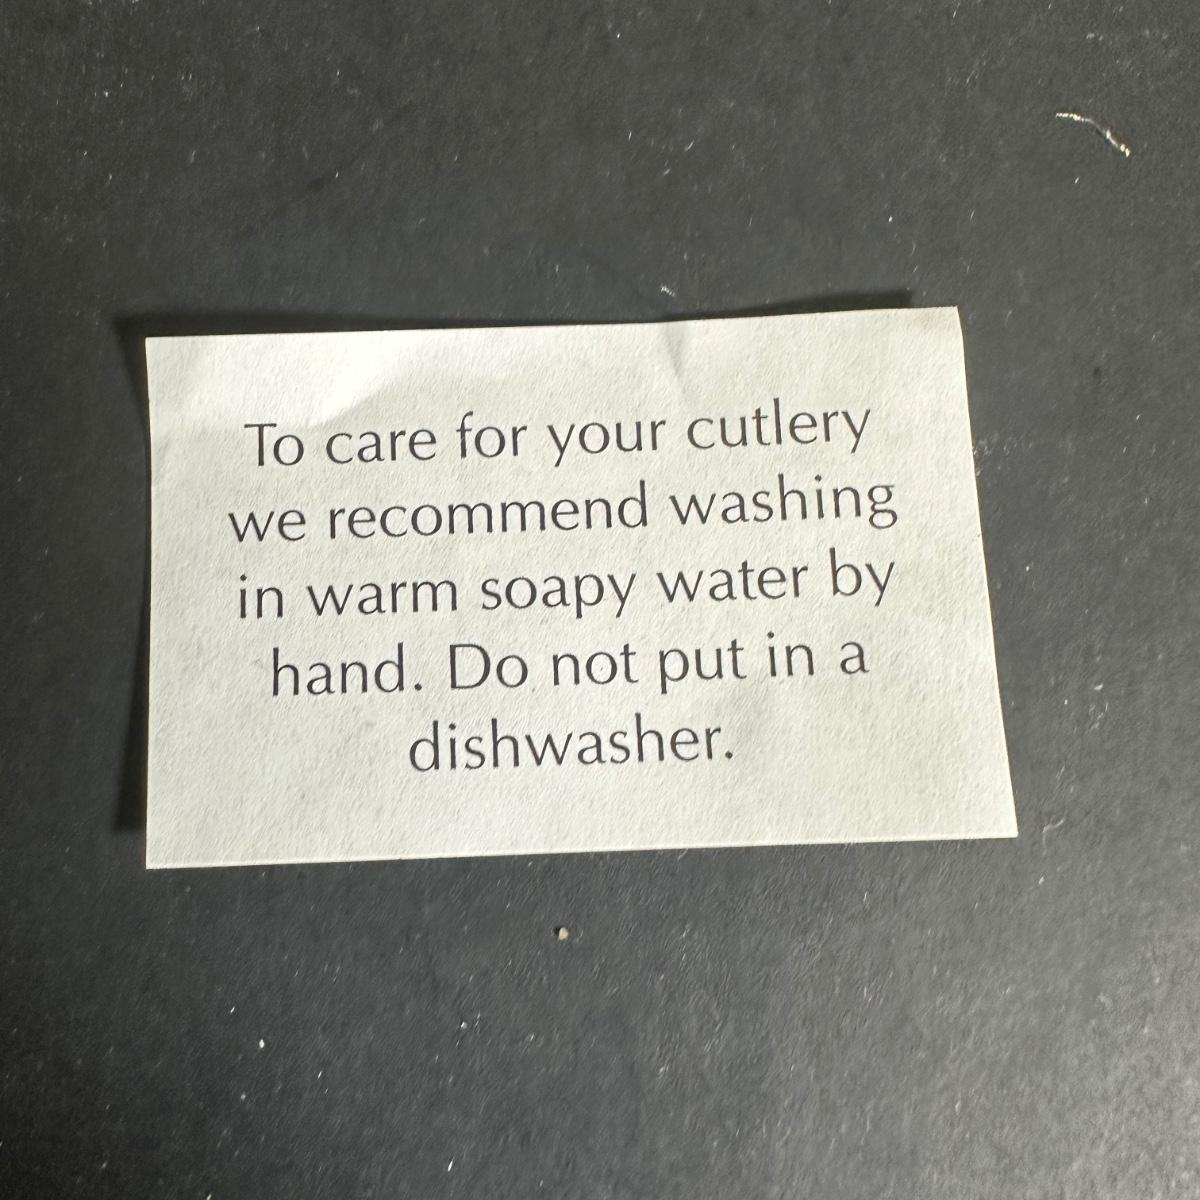 To care for your cutlery
we recommend washing
in warm soapy water by
hand. Do not put in a
dishwasher.